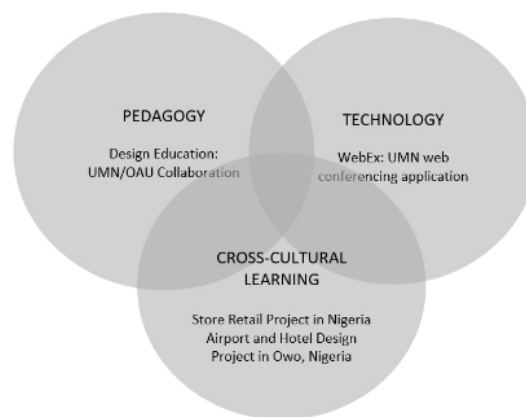 PEDAGOGY
Design Education:
UMN/OAU Collaboration
TECHNOLOGY
WebEx: UMN web
conferencing application
CROSS-CULTURAL
LEARNING
Store Retail Project in Nigeria
Airport and Hotel Design
Project in Owo, Nigeria